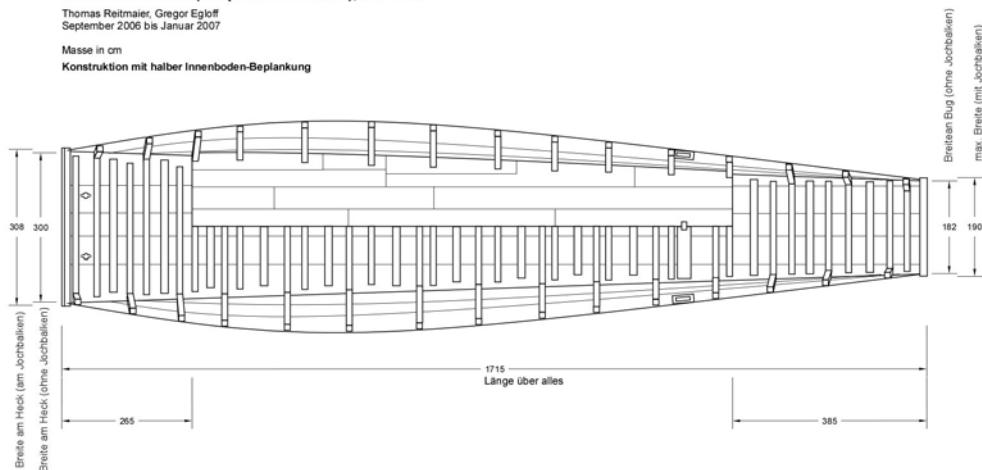 Thomas Reitmaier, Gregor Egloff
September 2006 bis Januar 2007
Masse in cm
Konstruktion mit halber Innenboden-Beplankung
Breitean Bug (ohne Jochbalken)
max. Breite (mit Jochbalken)
308
300
182
190
Breite am Heck (am Jochbalken)
Breite am Heck (ohne Jochbalken)
1715
Länge über alles
265
385